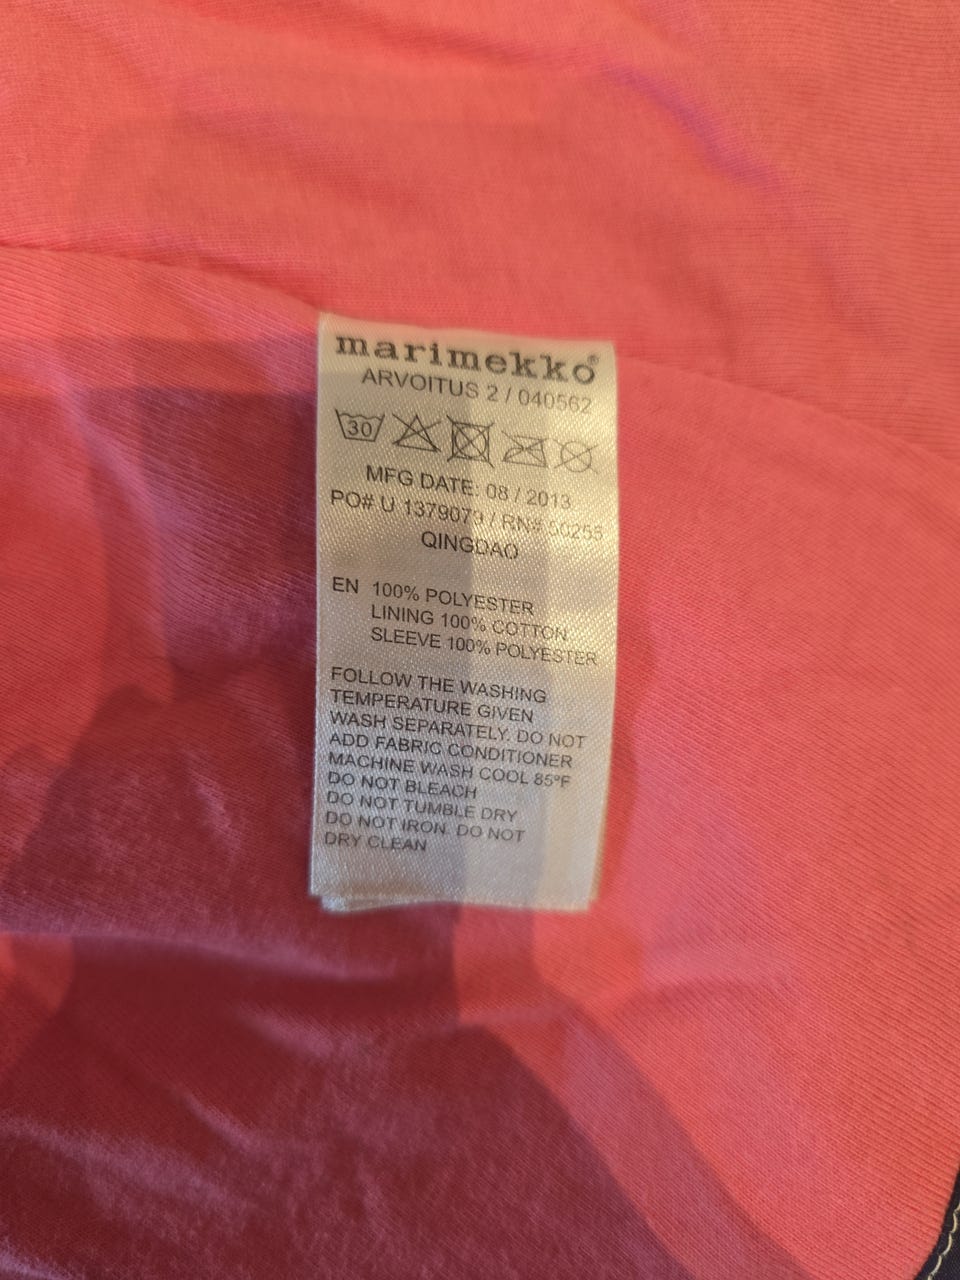 marimekko®
ARVOITUS 2 / 040562
30
MFG DATE: 08 / 2013
PO# U 1379079 / RN#
QINGDAO
EN 100% POLYESTER
LINING 100% COTTON
SLEEVE 100% POLYESTER
FOLLOW THE WASHING
TEMPERATURE GIVEN
WASH SEPARATELY. DO NOT
ADD FABRIC CONDITIONER
MACHINE WASH COOL 85°F
DO NOT BLEACH
DO NOT TUMBLE DRY
DO NOT IRON. DO NOT
DRY CLEAN